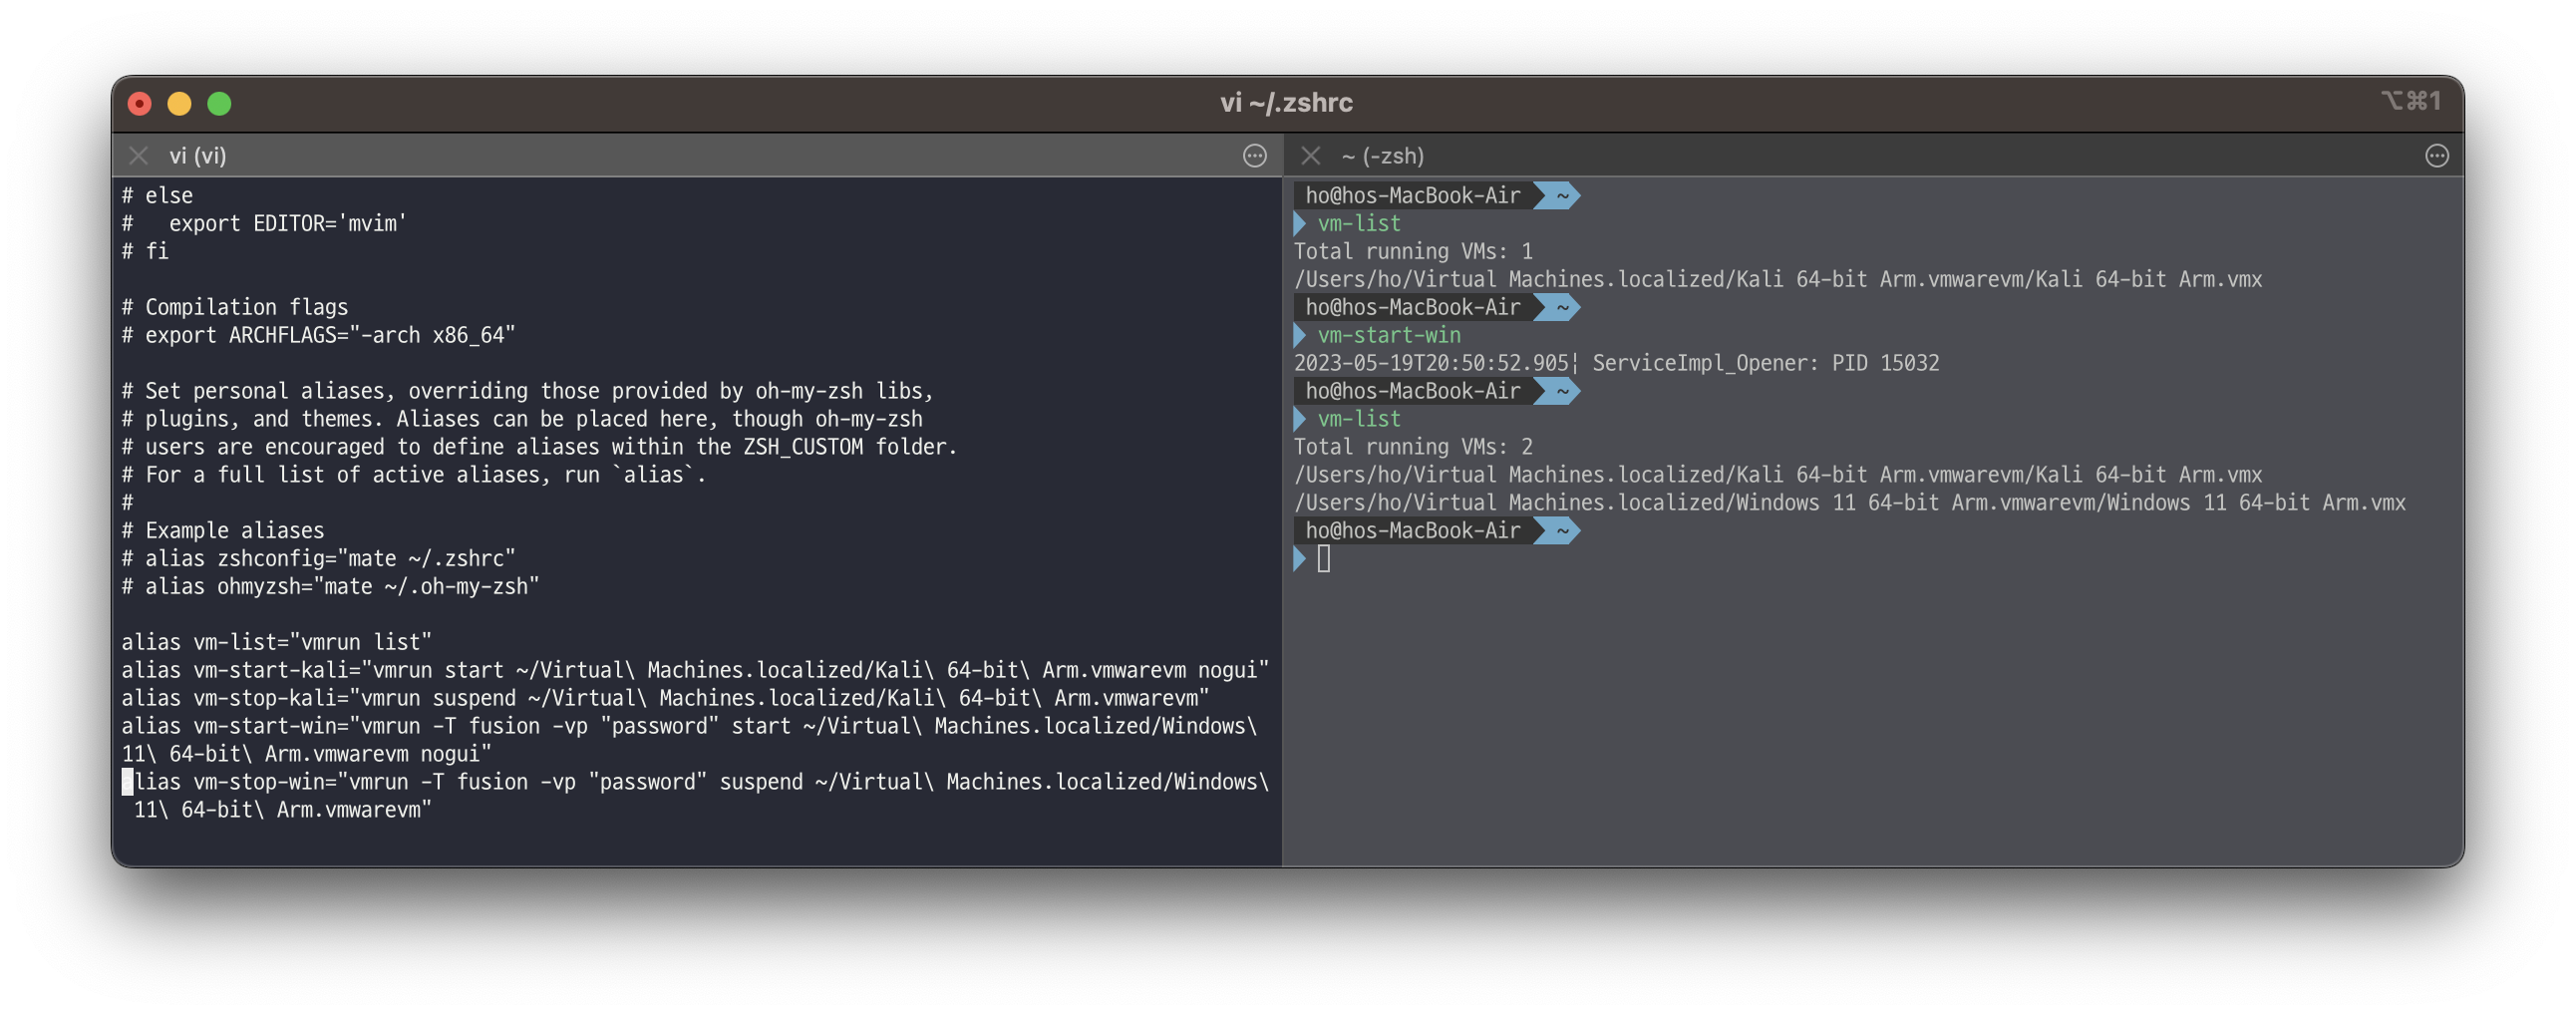 vi ~/.zshrc
⌥⌘1
vi (vi)
# else
#   export EDITOR='mvim'
# fi

# Compilation flags
# export ARCHFLAGS="-arch x86_64"

# Set personal aliases, overriding those provided by oh-my-zsh libs,
# plugins, and themes. Aliases can be placed here, though oh-my-zsh
# users are encouraged to define aliases within the ZSH_CUSTOM folder.
# For a full list of active aliases, run `alias`.
#
# Example aliases
# alias zshconfig="mate ~/.zshrc"
# alias ohmyzsh="mate ~/.oh-my-zsh"

alias vm-list="vmrun list"
alias vm-start-kali="vmrun start ~/Virtual\ Machines.localized/Kali\ 64-bit\ Arm.vmwarevm nogui"
alias vm-stop-kali="vmrun suspend ~/Virtual\ Machines.localized/Kali\ 64-bit\ Arm.vmwarevm"
alias vm-start-win="vmrun -T fusion -vp "password" start ~/Virtual\ Machines.localized/Windows\
11\ 64-bit\ Arm.vmwarevm nogui"
alias vm-stop-win="vmrun -T fusion -vp "password" suspend ~/Virtual\ Machines.localized/Windows\
 11\ 64-bit\ Arm.vmwarevm"
~ (-zsh)
ho@hos-MacBook-Air ~
vm-list
Total running VMs: 1
/Users/ho/Virtual Machines.localized/Kali 64-bit Arm.vmwarevm/Kali 64-bit Arm.vmx
ho@hos-MacBook-Air ~
vm-start-win
2023-05-19T20:50:52.905¦ ServiceImpl_Opener: PID 15032
ho@hos-MacBook-Air ~
vm-list
Total running VMs: 2
/Users/ho/Virtual Machines.localized/Kali 64-bit Arm.vmwarevm/Kali 64-bit Arm.vmx
/Users/ho/Virtual Machines.localized/Windows 11 64-bit Arm.vmwarevm/Windows 11 64-bit Arm.vmx
ho@hos-MacBook-Air ~